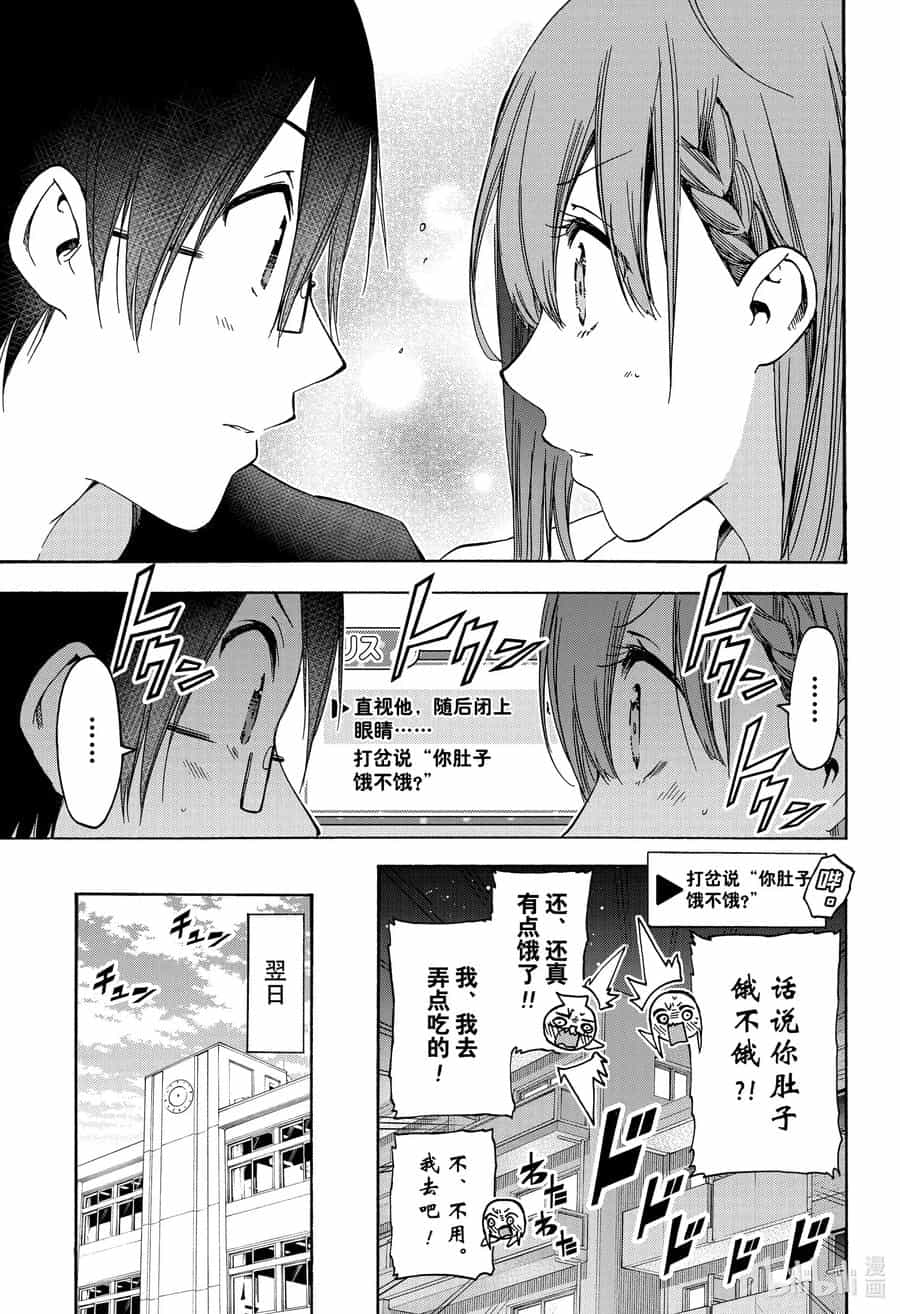 トクン
トクン
トクン
トクン
……
……
リス
直视他，随后闭上
眼睛……
打岔说“你肚子
饿不饿？”
打岔说“你肚子
饿不饿？”
哔。
话说你肚子
饿不饿？！
还、还真
有点饿了！！
我、我去
弄点吃的！
ドド
わたわた
不、不用。
我去吧！
翌日
チュン
チュン
bilibili
漫画